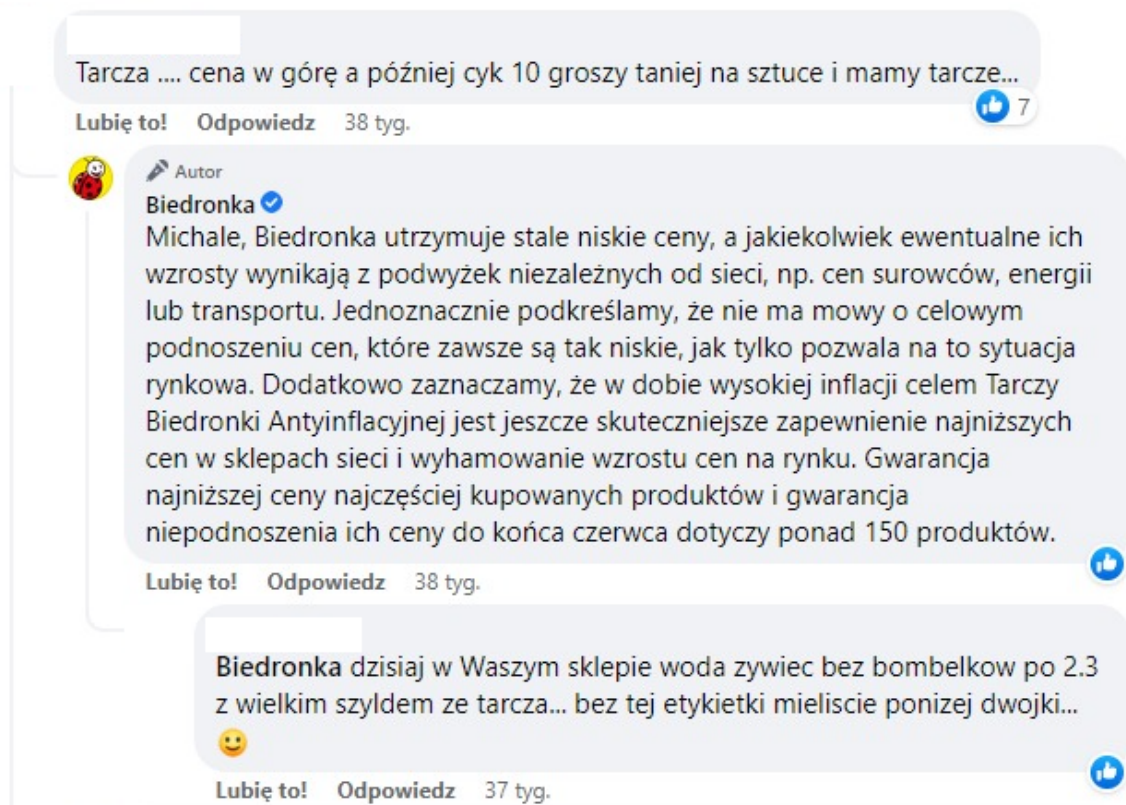 Tarcza .... cena w górę a później cyk 10 groszy taniej na sztuce i mamy tarcze...
7
Lubię to! Odpowiedz 38 tyg.
Autor
Biedronka
Michale, Biedronka utrzymuje stale niskie ceny, a jakiekolwiek ewentualne ich
wzrosty wynikają z podwyżek niezależnych od sieci, np. cen surowców, energii
lub transportu. Jednoznacznie podkreślamy, że nie ma mowy o celowym
podnoszeniu cen, które zawsze są tak niskie, jak tylko pozwala na to sytuacja
rynkowa. Dodatkowo zaznaczamy, że w dobie wysokiej inflacji celem Tarczy
Biedronki Antyinflacyjnej jest jeszcze skuteczniejsze zapewnienie najniższych
cen w sklepach sieci i wyhamowanie wzrostu cen na rynku. Gwarancja
najniższej ceny najczęściej kupowanych produktów i gwarancja
niepodnoszenia ich ceny do końca czerwca dotyczy ponad 150 produktów.
Lubię to! Odpowiedz 38 tyg.
Biedronka dzisiaj w Waszym sklepie woda zywiec bez bombelkow po 2.3
z wielkim szyldem ze tarcza... bez tej etykietki mieliscie ponizej dwojki...
Lubię to! Odpowiedz 37 tyg.